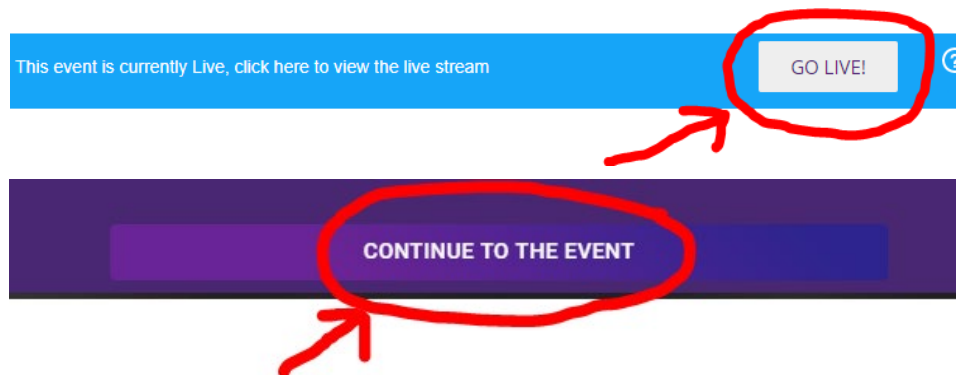 This event is currently Live, click here to view the live stream
GO LIVE!
?
CONTINUE TO THE EVENT